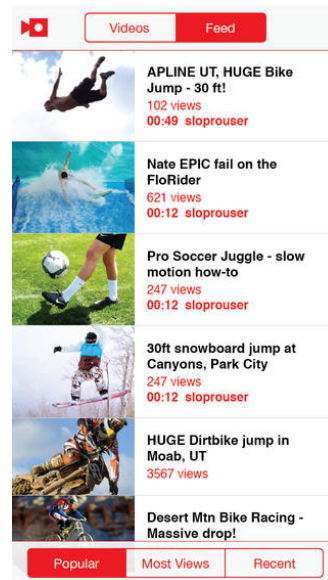 Videos
Feed
APLINE UT, HUGE Bike
Jump - 30 ft!
102 views
00:49 sloprouser
Nate EPIC fail on the
FloRider
621 views
00:12 sloprouser
Pro Soccer Juggle - slow
motion how-to
247 views
00:12 sloprouser
30ft snowboard jump at
Canyons, Park City
247 views
00:12 sloprouser
HUGE Dirtbike jump in
Moab, UT
3567 views
Desert Mtn Bike Racing -
Massive drop!
Popular
Most Views
Recent